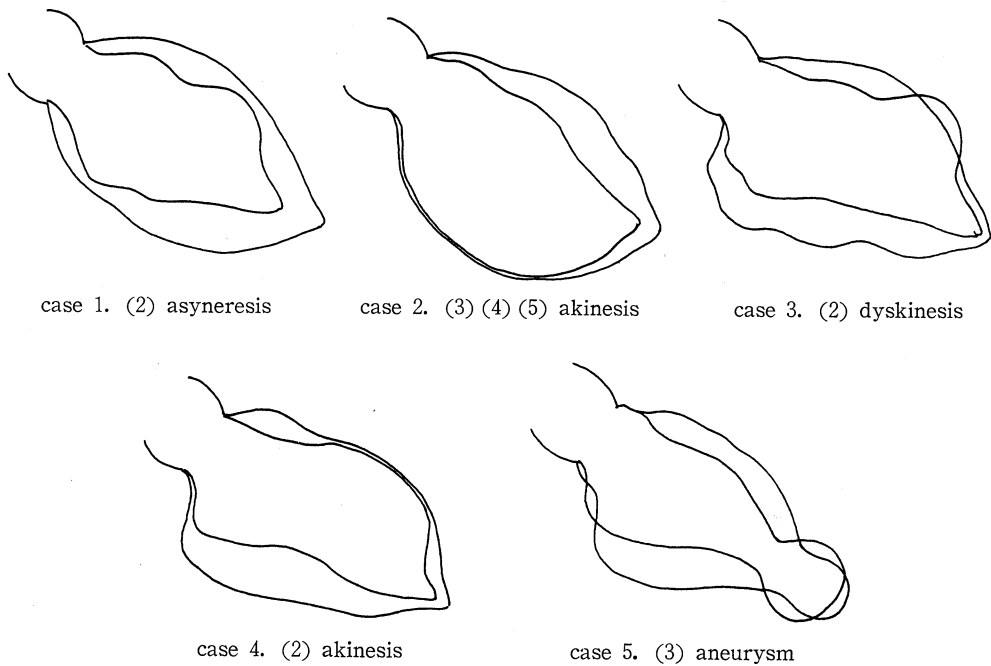 case 1. (2) asyneresis
case 2. (3) (4) (5) akinesis
case 3. (2) dyskinesis
case 4. (2) akinesis
case 5. (3) aneurysm